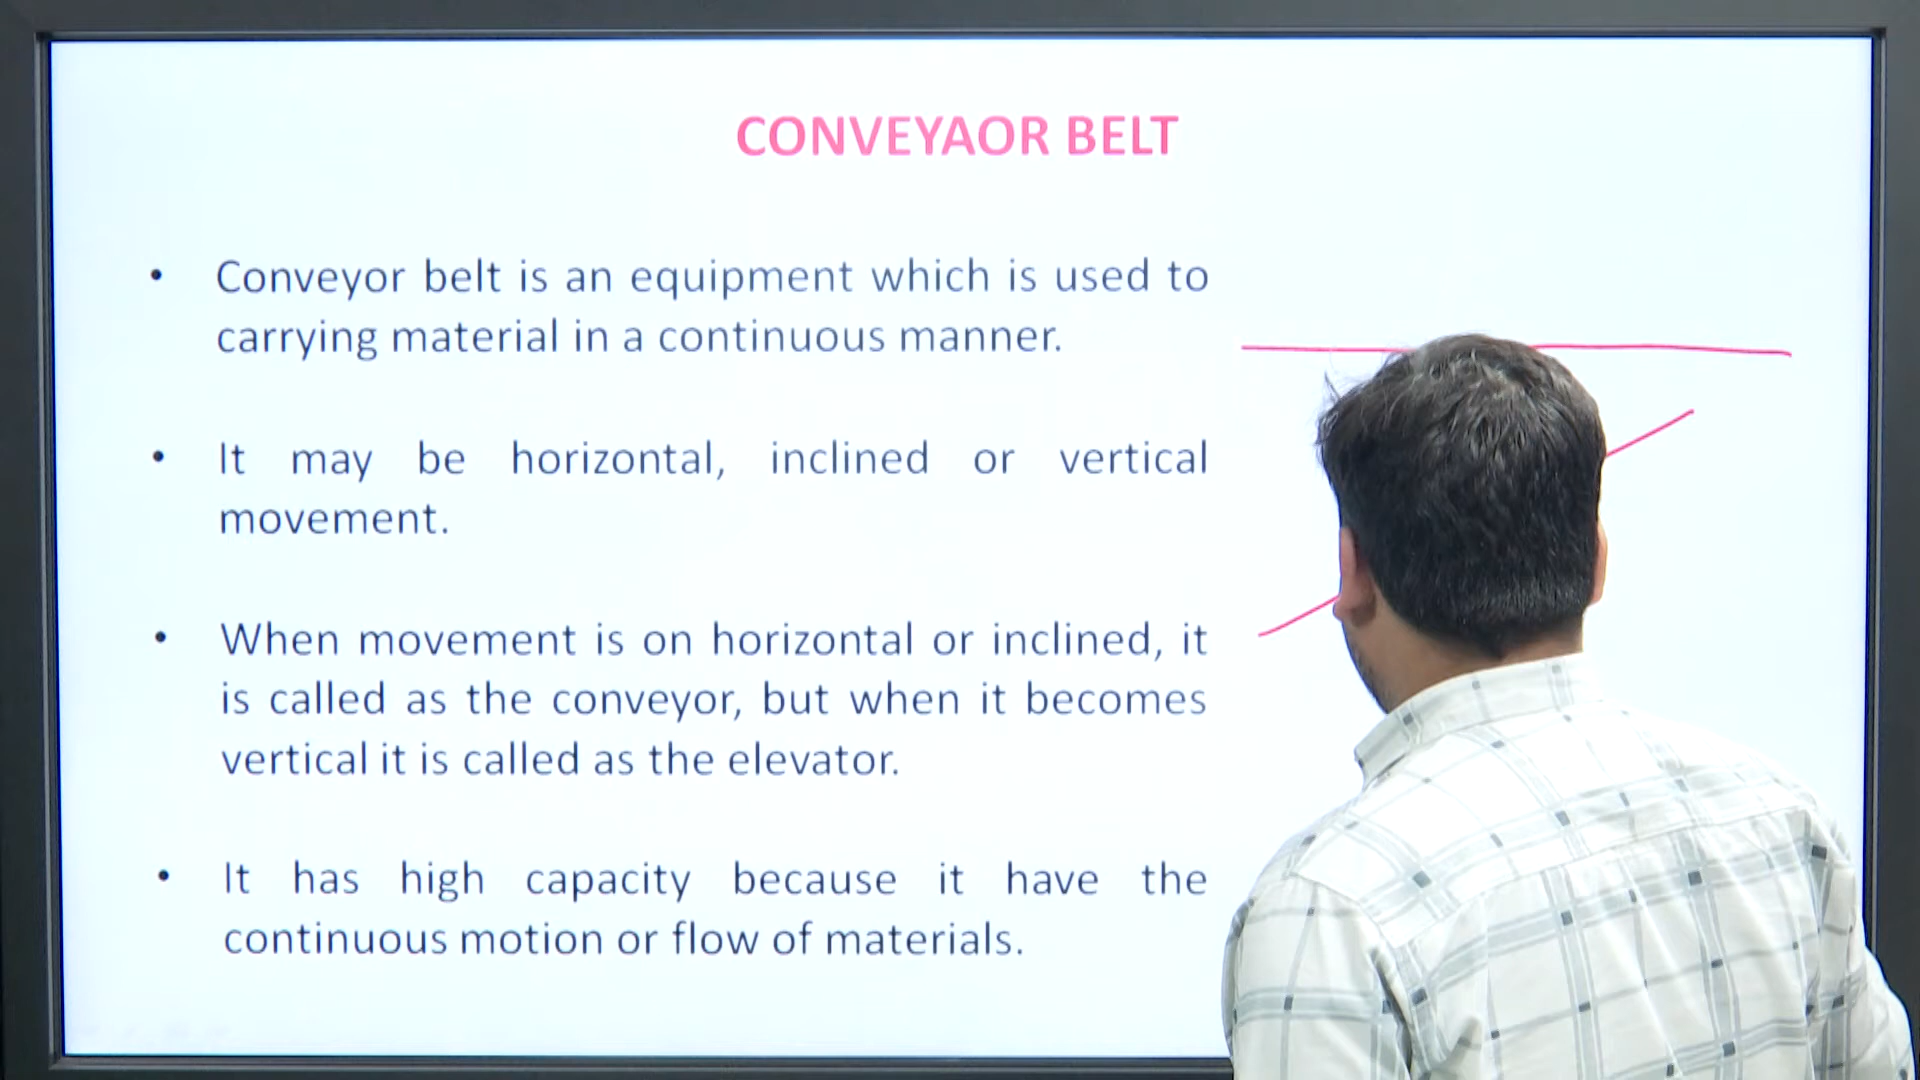 CONVEYAOR BELT
• Conveyor belt is an equipment which is used to
carrying material in a continuous manner.
• It may be horizontal, inclined or vertical
movement.
• When movement is on horizontal or inclined, it
is called as the conveyor, but when it becomes
vertical it is called as the elevator.
• It has high capacity because it have the
continuous motion or flow of materials.